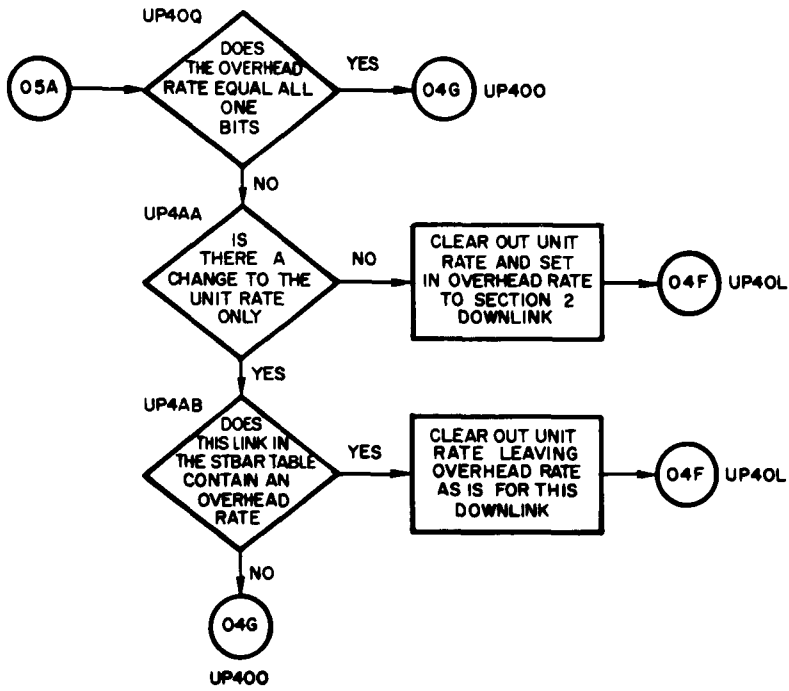 UP40Q
05A
DOES
THE OVERHEAD
RATE EQUAL ALL
ONE
BITS
YES
04G
UP400
NO
UP4AA
IS
THERE A
CHANGE TO THE
UNIT RATE
ONLY
NO
CLEAR OUT UNIT
RATE AND SET
IN OVERHEAD RATE
TO SECTION 2
DOWNLINK
04F
UP40L
YES
UP4AB
DOES
THIS LINK IN
THE STBAR TABLE
CONTAIN AN
OVERHEAD
RATE
YES
CLEAR OUT UNIT
RATE LEAVING
OVERHEAD RATE
AS IS FOR THIS
DOWNLINK
04F
UP40L
NO
04G
UP400